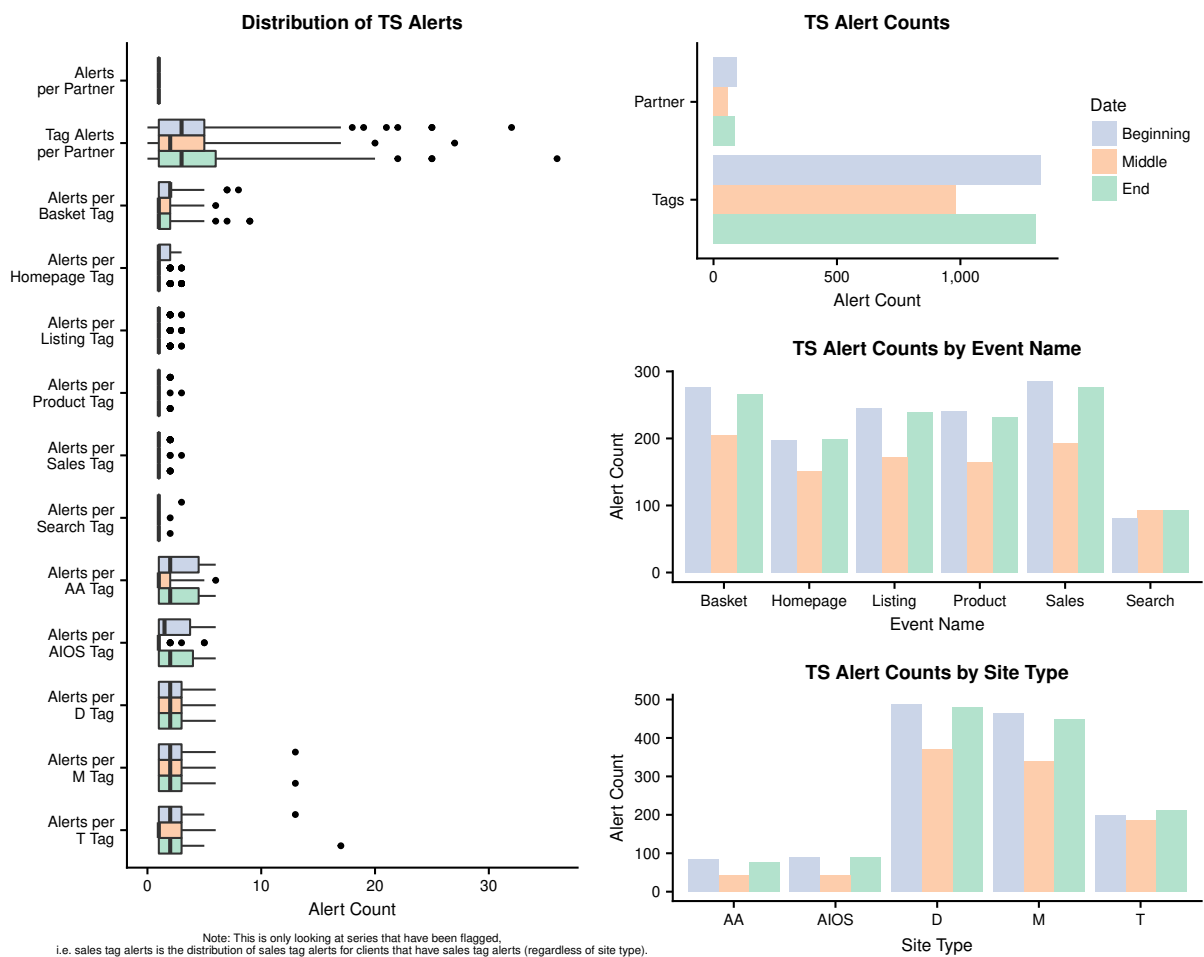 Distribution of TS Alerts
Alerts
per Partner
Tag Alerts
per Partner
Alerts per
Basket Tag
Alerts per
Homepage Tag
Alerts per
Listing Tag
Alerts per
Product Tag
Alerts per
Sales Tag
Alerts per
Search Tag
Alerts per
AA Tag
Alerts per
AIOS Tag
Alerts per
D Tag
Alerts per
M Tag
Alerts per
T Tag
0 10 20 30
Alert Count
Note: This is only looking at series that have been flagged,
i.e. sales tag alerts is the distribution of sales tag alerts for clients that have sales tag alerts (regardless of site type).
TS Alert Counts
Partner
Tags
0 500 1,000
Alert Count
Date
Beginning
Middle
End
TS Alert Counts by Event Name
300
200
100
0
Alert Count
Basket Homepage Listing Product Sales Search
Event Name
TS Alert Counts by Site Type
500
400
300
200
100
0
Alert Count
AA AIOS D M T
Site Type